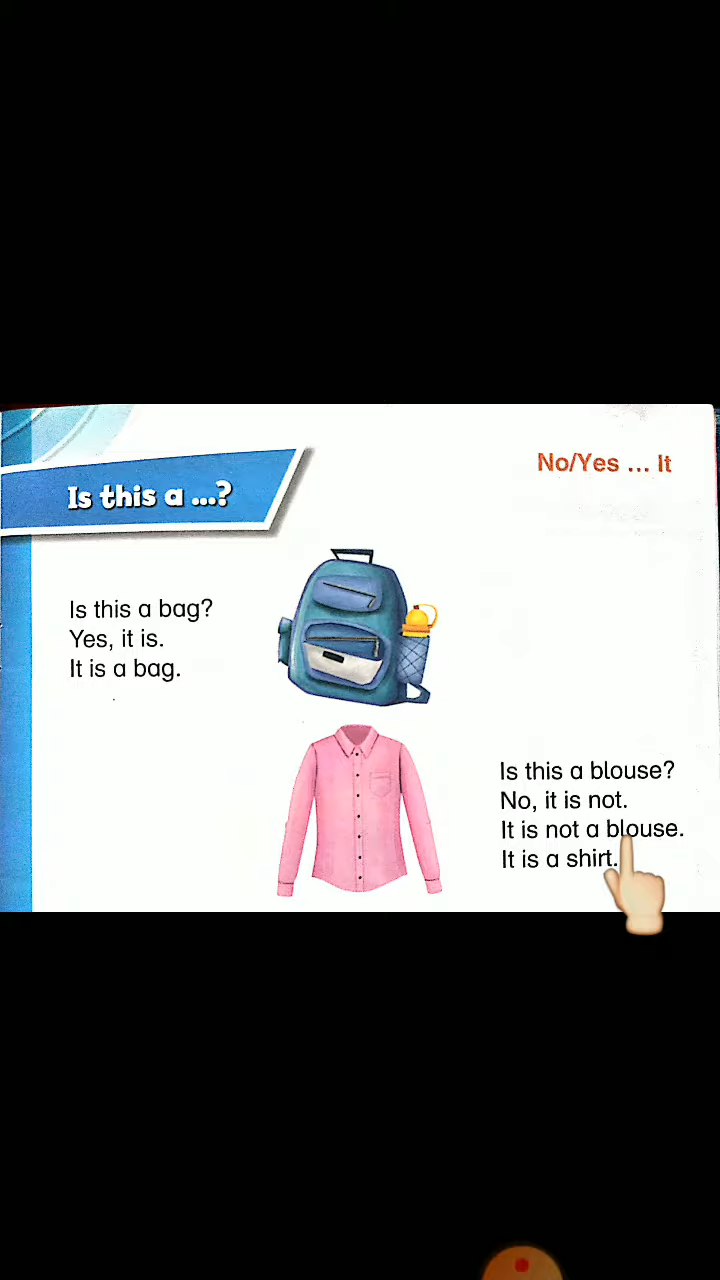 Is this a ...?
No/Yes ... It
Is this a bag?
Yes, it is.
It is a bag.
Is this a blouse?
No, it is not.
It is not a blouse.
It is a shirt.